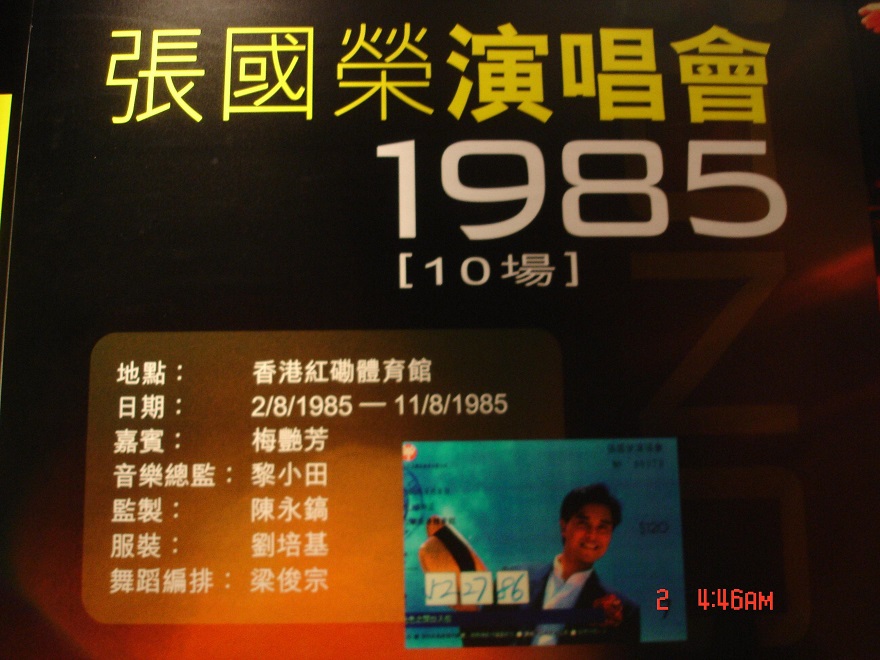 張國榮演唱會
1985
[10場]
地點： 香港紅磡體育館
日期： 2/8/1985 — 11/8/1985
嘉賓： 梅艷芳
音樂總監： 黎小田
監製： 陳永鎬
服裝： 劉培基
舞蹈編排： 梁俊宗
$120
52 27 86
2 4:46AM